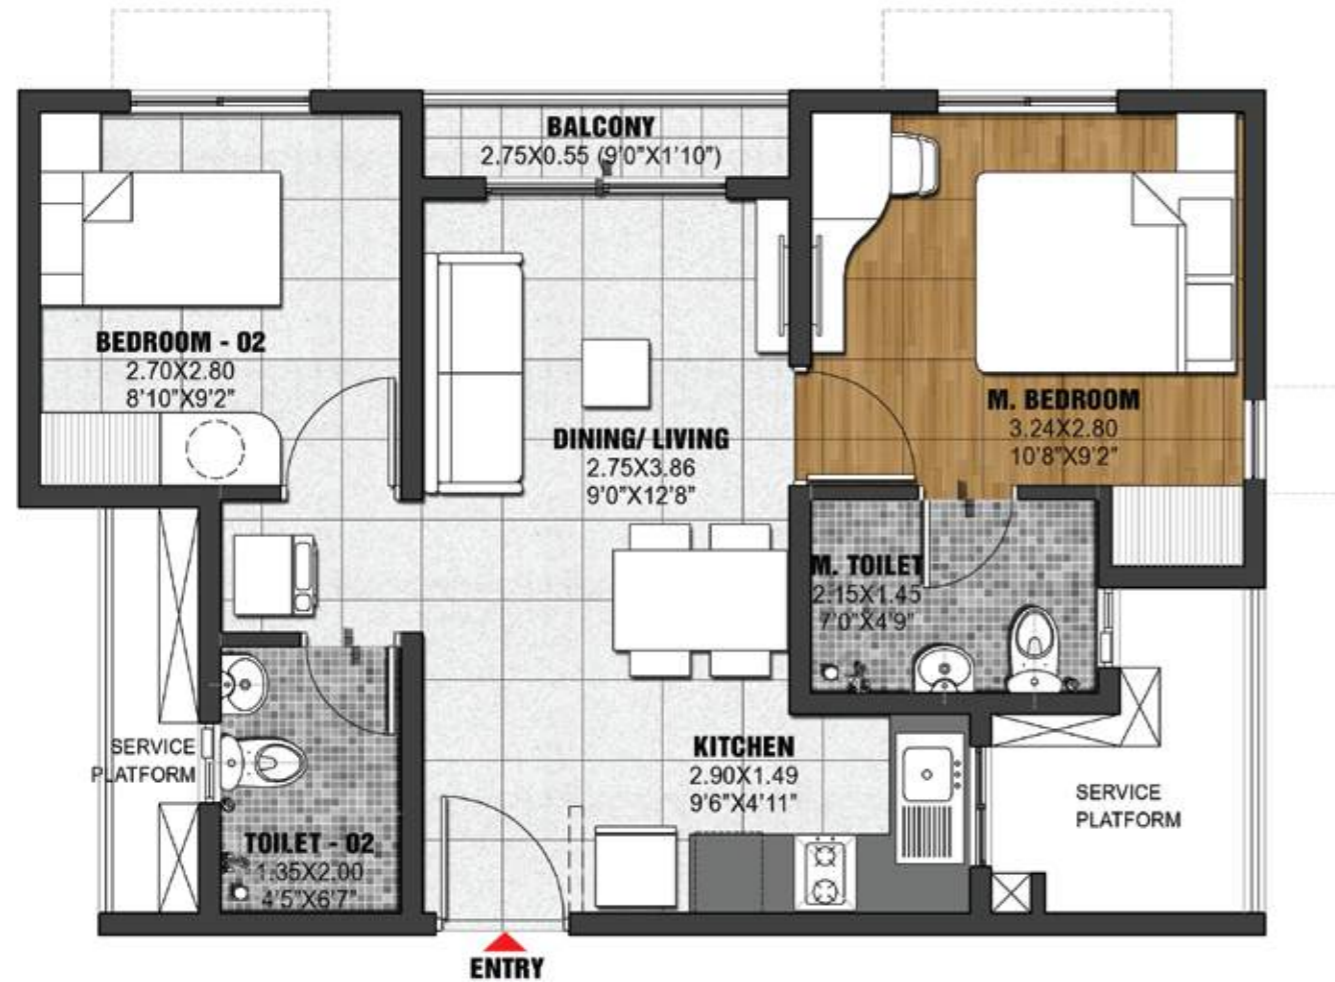 BALCONY
2.75X0.55 (9'0"X1'10")
BEDROOM - 02
2.70X2.80
8'10"X9'2"
M. BEDROOM
3.24X2.80
10'8"X9'2"
DINING/ LIVING
2.75X3.86
9'0"X12'8"
M. TOILET
2.15X1.45
7'0"X4'9"
SERVICE
PLATFORM
KITCHEN
2.90X1.49
9'6"X4'11"
SERVICE
PLATFORM
TOILET - 02
1.35X2.00
4'5"X6'7"
ENTRY